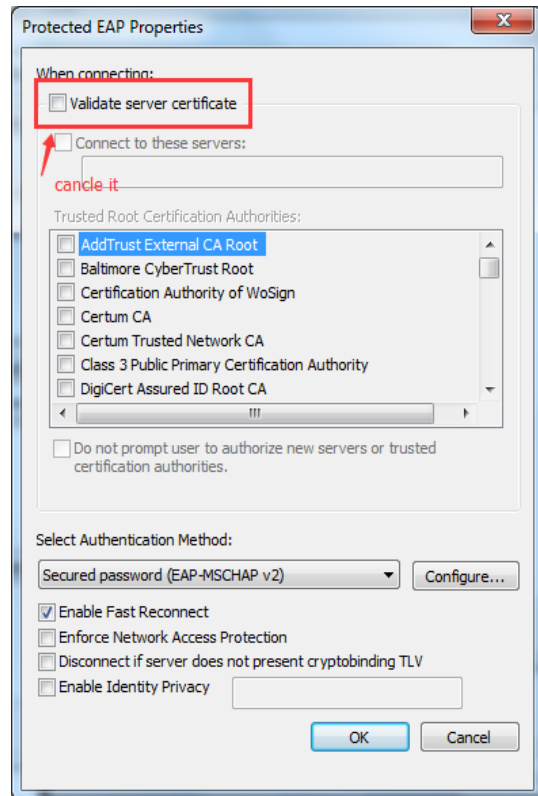 Protected EAP Properties
When connecting:
Validate server certificate
Connect to these servers:
cancle it
Trusted Root Certification Authorities:
AddTrust External CA Root
Baltimore CyberTrust Root
Certification Authority of WoSign
Certum CA
Certum Trusted Network CA
Class 3 Public Primary Certification Authority
DigiCert Assured ID Root CA
Do not prompt user to authorize new servers or trusted
certification authorities.
Select Authentication Method:
Secured password (EAP-MSCHAP v2)
Configure...
Enable Fast Reconnect
Enforce Network Access Protection
Disconnect if server does not present cryptobinding TLV
Enable Identity Privacy
OK
Cancel